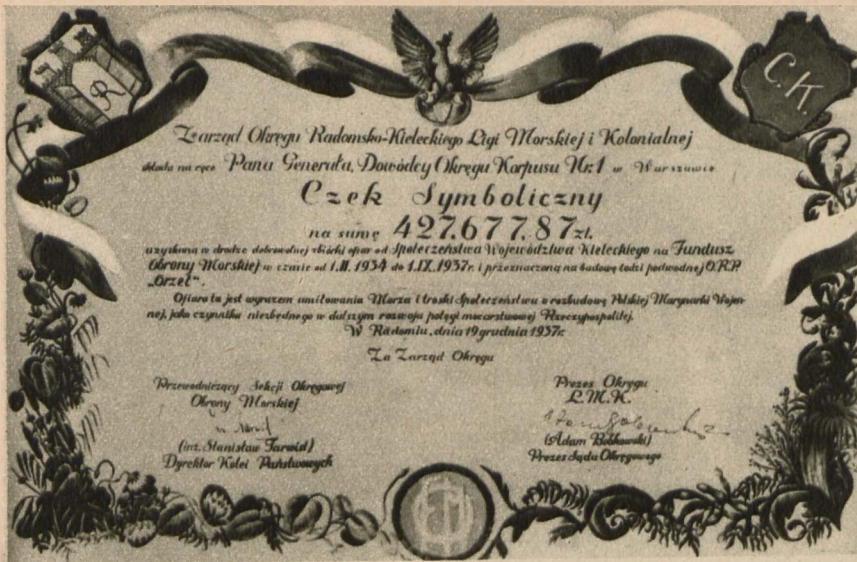 R
C.K.
Zarząd Okręgu Radomsko-Kieleckiego Ligi Morskiej i Kolonialnej
składa na ręce Pana Generała, Dowódcy Okręgu Korpusu Nr. 1 w Warszawie
Czek Symboliczny
na sumę 427.677,87 zł.
uzyskaną w drodze dobrowolnej zbiórki ofiar od Społeczeństwa Województwa Kieleckiego na Fundusz
Obrony Morskiej w czasie od 1.II.1934 do 1.IX.1937r. i przeznaczoną na budowę łodzi podwodnej O.R.P.
„Orzeł".
Ofiara ta jest wyrazem umiłowania Morza i troski Społeczeństwa o rozbudowę Polskiej Marynarki Wojen-
nej, jako czynnika niezbędnego w dalszym rozwoju potęgi mocarstwowej Rzeczypospolitej.
W Radomiu, dnia 19 grudnia 1937r.
Za Zarząd Okręgu
Przewodniczący Sekcji Okręgowej
Obrony Morskiej
(inż. Stanisław)
Dyrektor Kolei Państwowych
Prezes Okręgu
L.M.K.
(Adam Bobkowski)
Prezes Sądu Okręgowego